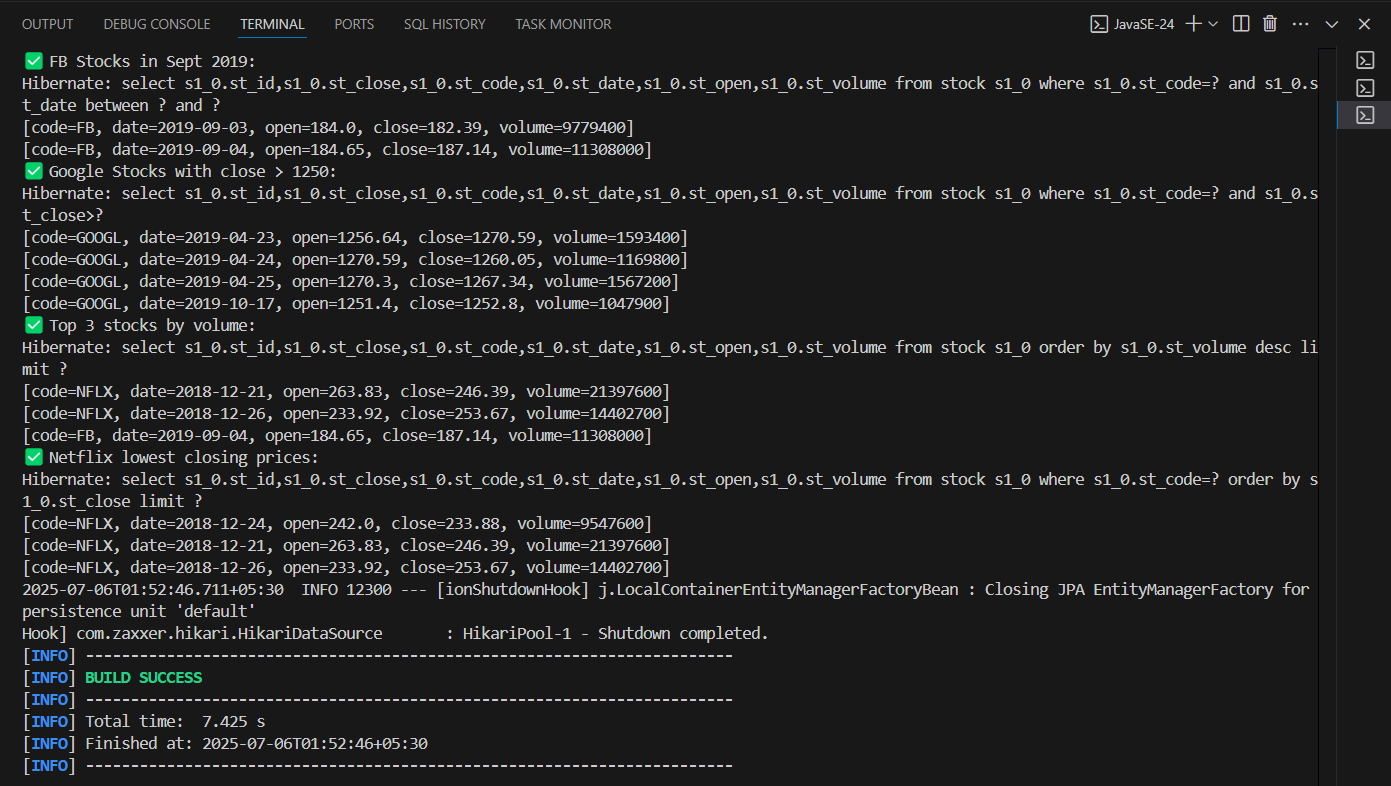 OUTPUT DEBUG CONSOLE TERMINAL PORTS SQL HISTORY TASK MONITOR JavaSE-24
✅ FB Stocks in Sept 2019:
Hibernate: select s1_0.st_id,s1_0.st_close,s1_0.st_code,s1_0.st_date,s1_0.st_open,s1_0.st_volume from stock s1_0 where s1_0.st_code=? and s1_0.s
t_date between ? and ?
[code=FB, date=2019-09-03, open=184.0, close=182.39, volume=9779400]
[code=FB, date=2019-09-04, open=184.65, close=187.14, volume=11308000]
✅ Google Stocks with close > 1250:
Hibernate: select s1_0.st_id,s1_0.st_close,s1_0.st_code,s1_0.st_date,s1_0.st_open,s1_0.st_volume from stock s1_0 where s1_0.st_code=? and s1_0.s
t_close>?
[code=GOOGL, date=2019-04-23, open=1256.64, close=1270.59, volume=1593400]
[code=GOOGL, date=2019-04-24, open=1270.59, close=1260.05, volume=1169800]
[code=GOOGL, date=2019-04-25, open=1270.3, close=1267.34, volume=1567200]
[code=GOOGL, date=2019-10-17, open=1251.4, close=1252.8, volume=1047900]
✅ Top 3 stocks by volume:
Hibernate: select s1_0.st_id,s1_0.st_close,s1_0.st_code,s1_0.st_date,s1_0.st_open,s1_0.st_volume from stock s1_0 order by s1_0.st_volume desc li
mit ?
[code=NFLX, date=2018-12-21, open=263.83, close=246.39, volume=21397600]
[code=NFLX, date=2018-12-26, open=233.92, close=253.67, volume=14402700]
[code=FB, date=2019-09-04, open=184.65, close=187.14, volume=11308000]
✅ Netflix lowest closing prices:
Hibernate: select s1_0.st_id,s1_0.st_close,s1_0.st_code,s1_0.st_date,s1_0.st_open,s1_0.st_volume from stock s1_0 where s1_0.st_code=? order by s
1_0.st_close limit ?
[code=NFLX, date=2018-12-24, open=242.0, close=233.88, volume=9547600]
[code=NFLX, date=2018-12-21, open=263.83, close=246.39, volume=21397600]
[code=NFLX, date=2018-12-26, open=233.92, close=253.67, volume=14402700]
2025-07-06T01:52:46.711+05:30  INFO 12300 --- [ionShutdownHook] j.LocalContainerEntityManagerFactoryBean : Closing JPA EntityManagerFactory for
persistence unit 'default'
Hook] com.zaxxer.hikari.HikariDataSource       : HikariPool-1 - Shutdown completed.
[INFO] ------------------------------------------------------------------------
[INFO] BUILD SUCCESS
[INFO] ------------------------------------------------------------------------
[INFO] Total time:  7.425 s
[INFO] Finished at: 2025-07-06T01:52:46+05:30
[INFO] ------------------------------------------------------------------------